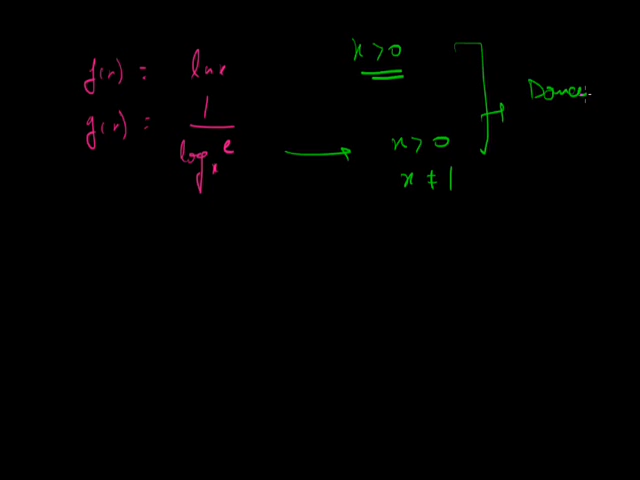 f(x) = ln x
x > 0
g(x) = 1 / log_x e
x > 0
x ≠ 1